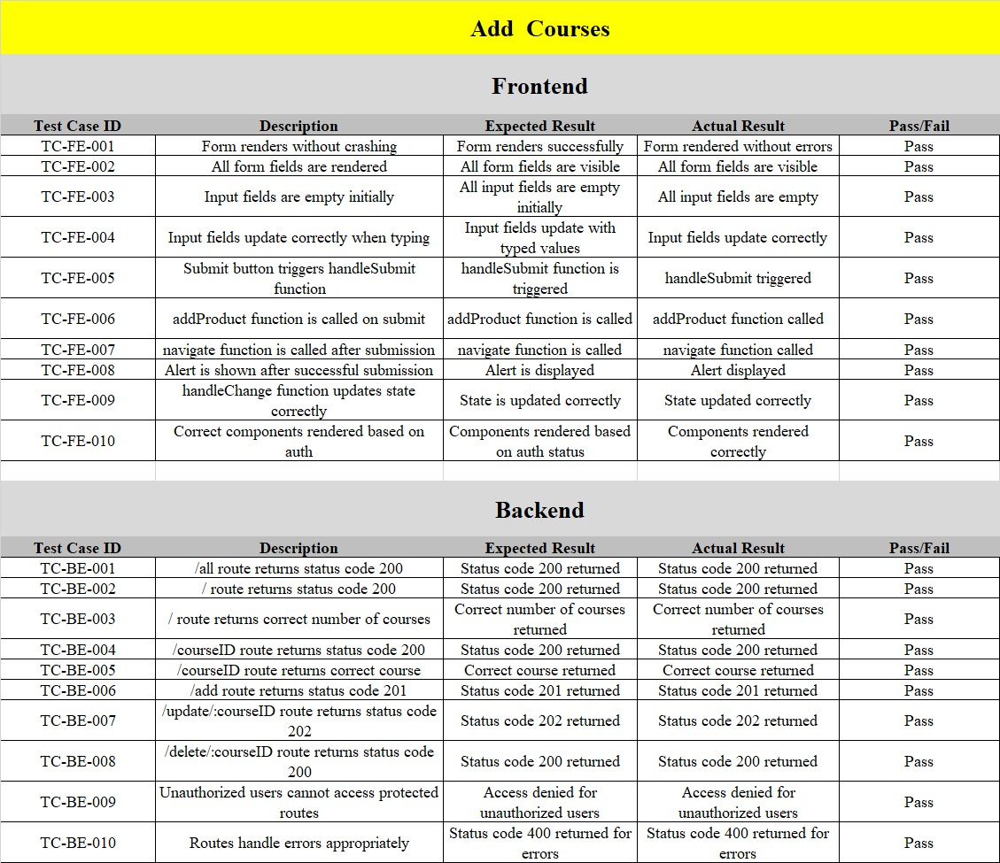 Add  Courses
Frontend
Test Case ID Description Expected Result Actual Result Pass/Fail
TC-FE-001 Form renders without crashing Form renders successfully Form rendered without errors Pass
TC-FE-002 All form fields are rendered All form fields are visible All form fields are visible Pass
TC-FE-003 Input fields are empty initially All input fields are empty initially All input fields are empty Pass
TC-FE-004 Input fields update correctly when typing Input fields update with typed values Input fields update correctly Pass
TC-FE-005 Submit button triggers handleSubmit function handleSubmit function is triggered handleSubmit triggered Pass
TC-FE-006 addProduct function is called on submit addProduct function is called addProduct function called Pass
TC-FE-007 navigate function is called after submission navigate function is called navigate function called Pass
TC-FE-008 Alert is shown after successful submission Alert is displayed Alert displayed Pass
TC-FE-009 handleChange function updates state correctly State is updated correctly State updated correctly Pass
TC-FE-010 Correct components rendered based on auth Components rendered based on auth status Components rendered correctly Pass
Backend
Test Case ID Description Expected Result Actual Result Pass/Fail
TC-BE-001 /all route returns status code 200 Status code 200 returned Status code 200 returned Pass
TC-BE-002 / route returns status code 200 Status code 200 returned Status code 200 returned Pass
TC-BE-003 / route returns correct number of courses Correct number of courses returned Correct number of courses returned Pass
TC-BE-004 /courseID route returns status code 200 Status code 200 returned Status code 200 returned Pass
TC-BE-005 /courseID route returns correct course Correct course returned Correct course returned Pass
TC-BE-006 /add route returns status code 201 Status code 201 returned Status code 201 returned Pass
TC-BE-007 /update/:courseID route returns status code 202 Status code 202 returned Status code 202 returned Pass
TC-BE-008 /delete/:courseID route returns status code 200 Status code 200 returned Status code 200 returned Pass
TC-BE-009 Unauthorized users cannot access protected routes Access denied for unauthorized users Access denied for unauthorized users Pass
TC-BE-010 Routes handle errors appropriately Status code 400 returned for errors Status code 400 returned for errors Pass